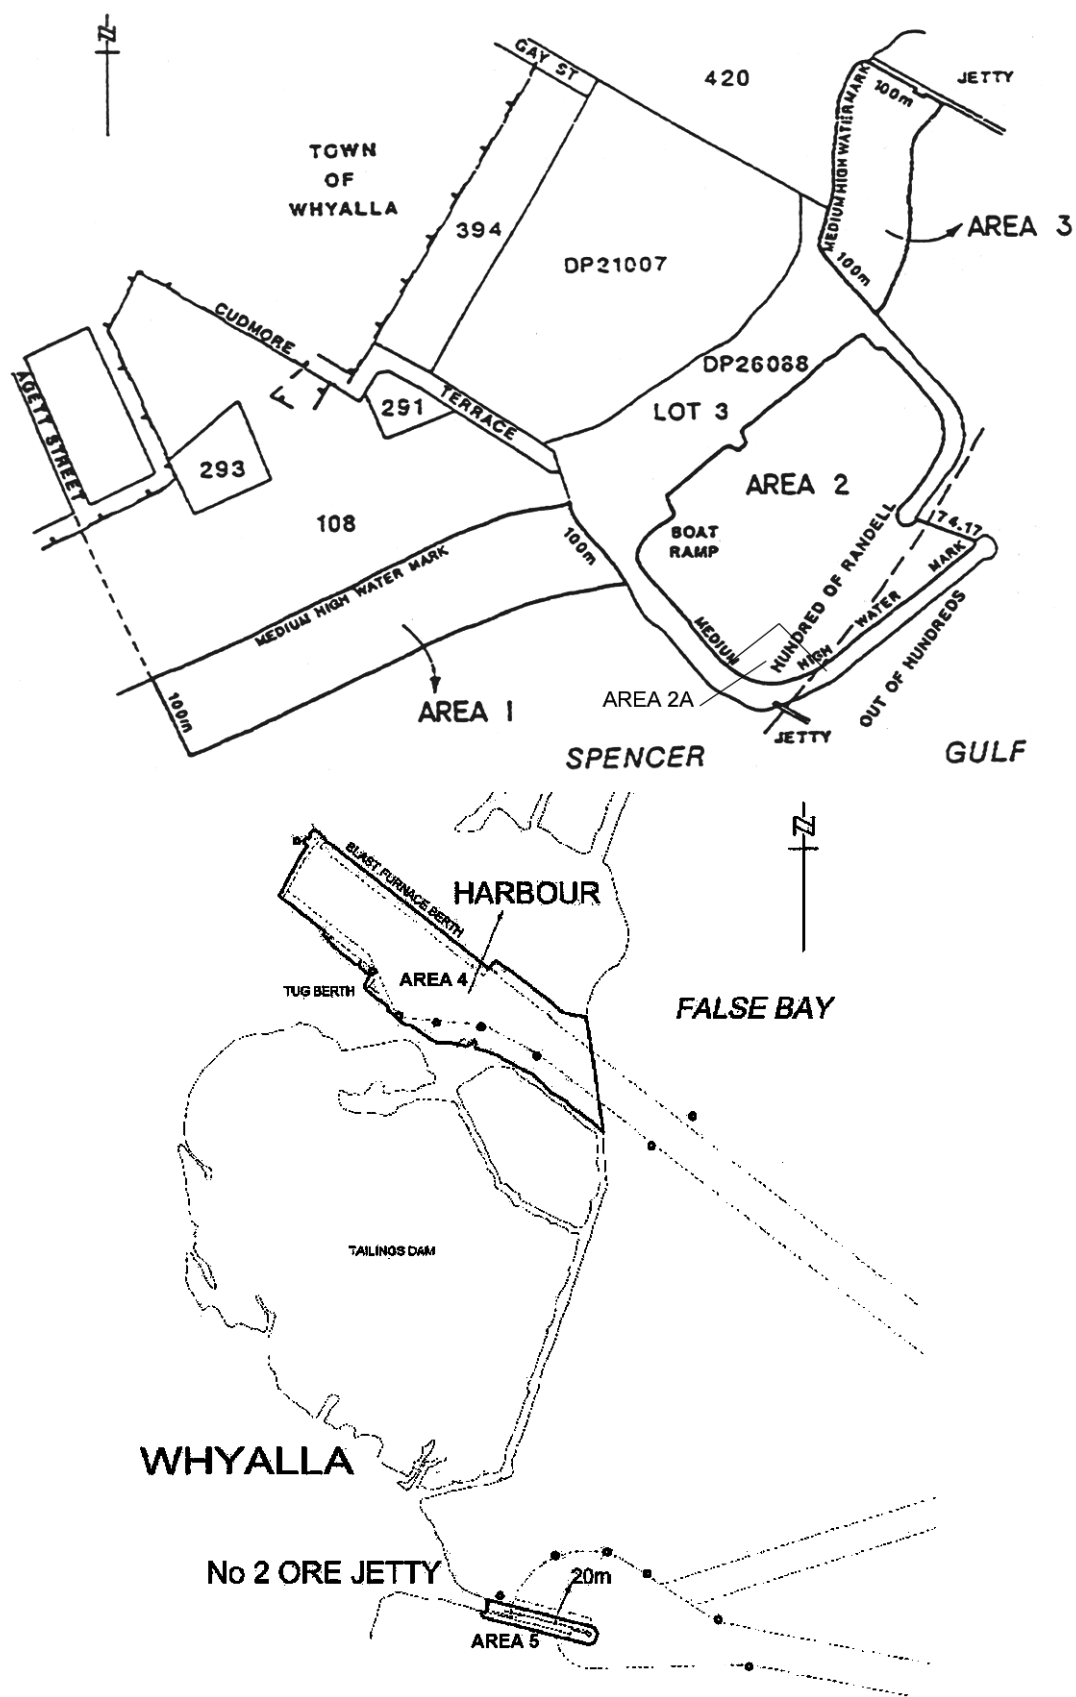 N
GAY ST
420
JETTY
100m
MEDIUM HIGH WATER MARK
TOWN
OF
WHYALLA
394
AREA 3
DP21007
100m
CUDMORE
DP26088
LOT 3
291
TERRACE
293
AREA 2
108
100m
BOAT
RAMP
HUNDRED OF RANDELL
174.17
MEDIUM HIGH WATER MARK
MEDIUM
HIGH
WATER
MARK
OUT OF HUNDREDS
100m
AREA 1
AREA 2A
JETTY
SPENCER
GULF
N
BLAST FURNACE BERTH
HARBOUR
AREA 4
TUG BERTH
FALSE BAY
TAILINGS DAM
WHYALLA
No 2 ORE JETTY
20m
AREA 5